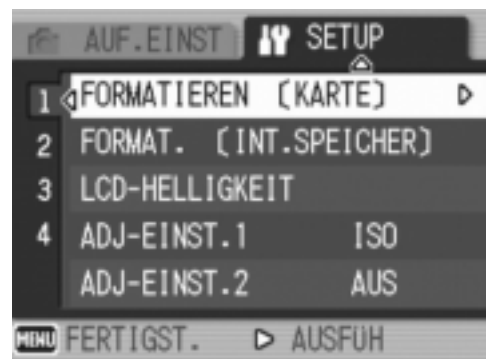 AUF.EINST SETUP
1 FORMATIEREN [KARTE]
2 FORMAT. [INT.SPEICHER]
3 LCD-HELLIGKEIT
4 ADJ-EINST.1 ISO
ADJ-EINST.2 AUS
MENU FERTIGST. AUSFÜH